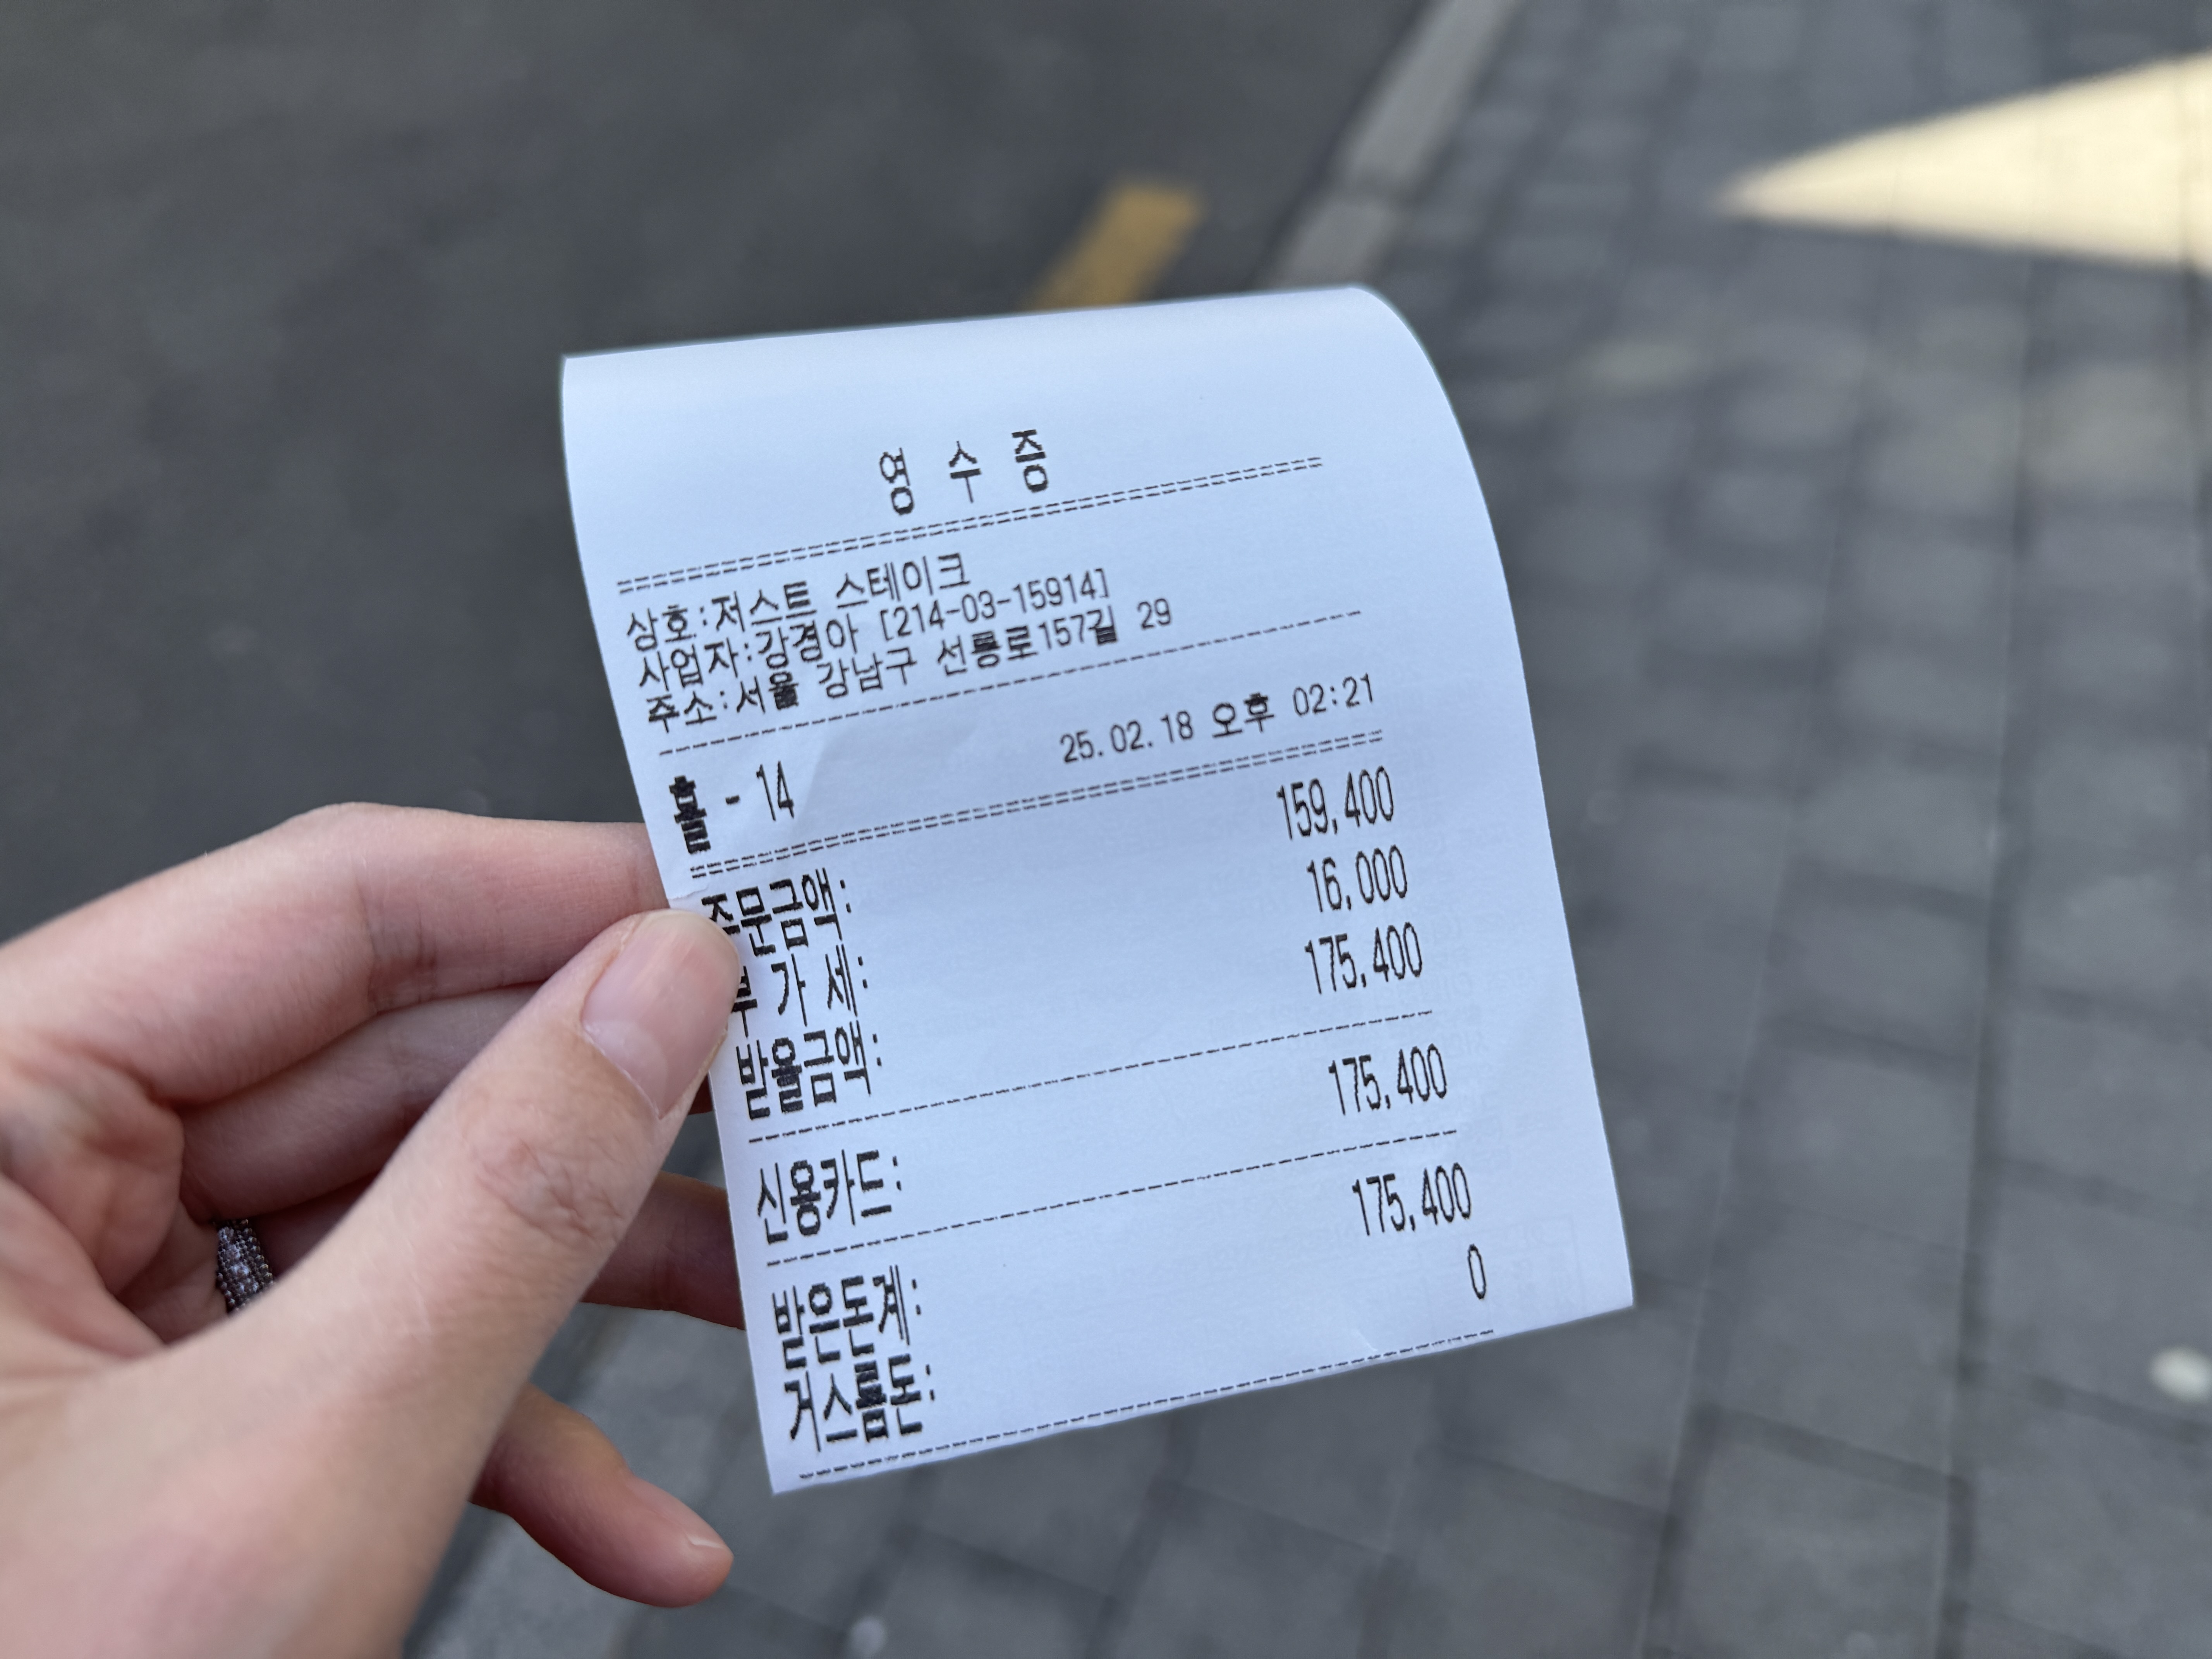 영 수 증
상호:저스트 스테이크
사업자:강경아 [214-03-15914]
주소:서울 강남구 선릉로157길 29
홀 - 14 25.02.18 오후 02:21
주문금액: 159,400
부 가 세: 16,000
받을금액: 175,400
신용카드: 175,400
받은돈계: 175,400
거스름돈: 0